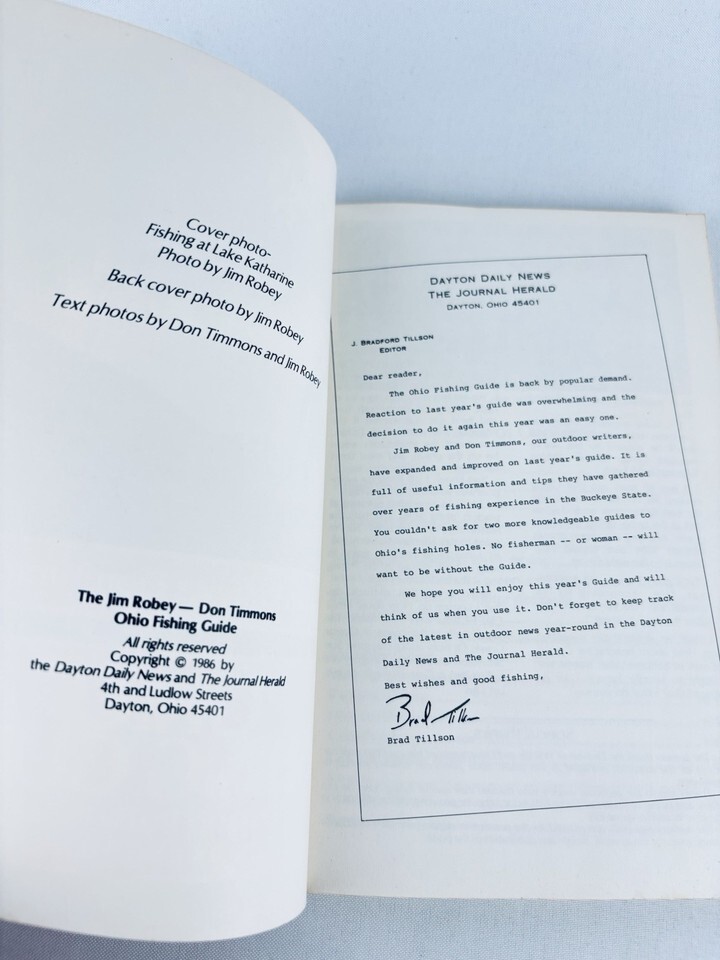 Cover photo-
Fishing at Lake Katharine
Photo by Jim Robey
Back cover photo by Jim Robey
Text photos by Don Timmons and Jim Robey
The Jim Robey — Don Timmons
Ohio Fishing Guide
All rights reserved
Copyright © 1986 by
the Dayton Daily News and The Journal Herald
4th and Ludlow Streets
Dayton, Ohio 45401
DAYTON DAILY NEWS
THE JOURNAL HERALD
DAYTON, OHIO 45401
J. BRADFORD TILLSON
EDITOR
Dear reader,
The Ohio Fishing Guide is back by popular demand.
Reaction to last year's guide was overwhelming and the
decision to do it again this year was an easy one.
Jim Robey and Don Timmons, our outdoor writers,
have expanded and improved on last year's guide. It is
full of useful information and tips they have gathered
over years of fishing experience in the Buckeye State.
You couldn't ask for two more knowledgeable guides to
Ohio's fishing holes. No fisherman -- or woman -- will
want to be without the Guide.
We hope you will enjoy this year's Guide and will
think of us when you use it. Don't forget to keep track
of the latest in outdoor news year-round in the Dayton
Daily News and The Journal Herald.
Best wishes and good fishing,
Brad Tillson
Brad Tillson